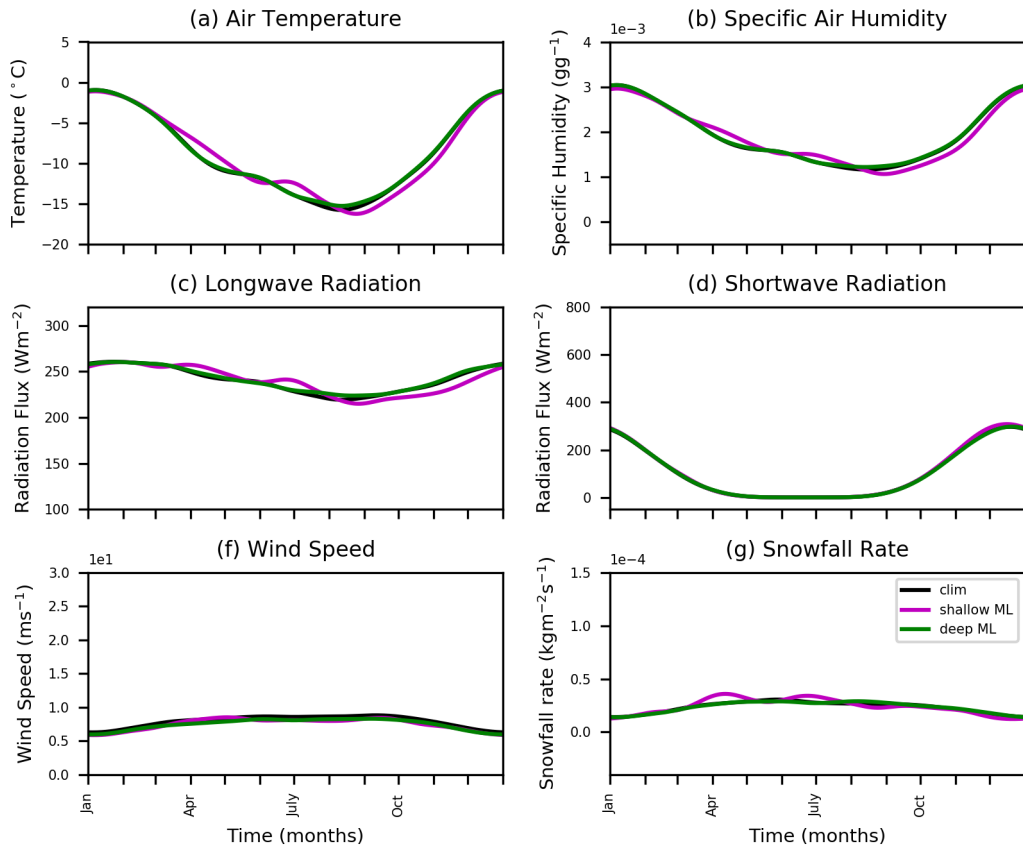 (a) Air Temperature
Temperature (°C)
5
0
−5
−10
−15
−20
(b) Specific Air Humidity
1e−3
Specific Humidity (gg⁻¹)
4
3
2
1
0
(c) Longwave Radiation
Radiation Flux (Wm⁻²)
300
250
200
150
100
(d) Shortwave Radiation
Radiation Flux (Wm⁻²)
800
600
400
200
0
(f) Wind Speed
1e1
Wind Speed (ms⁻¹)
3.0
2.5
2.0
1.5
1.0
0.5
0.0
Jan
Apr
July
Oct
Time (months)
(g) Snowfall Rate
1e−4
Snowfall rate (kgm⁻²s⁻¹)
1.5
1.0
0.5
0.0
clim
shallow ML
deep ML
Jan
Apr
July
Oct
Time (months)